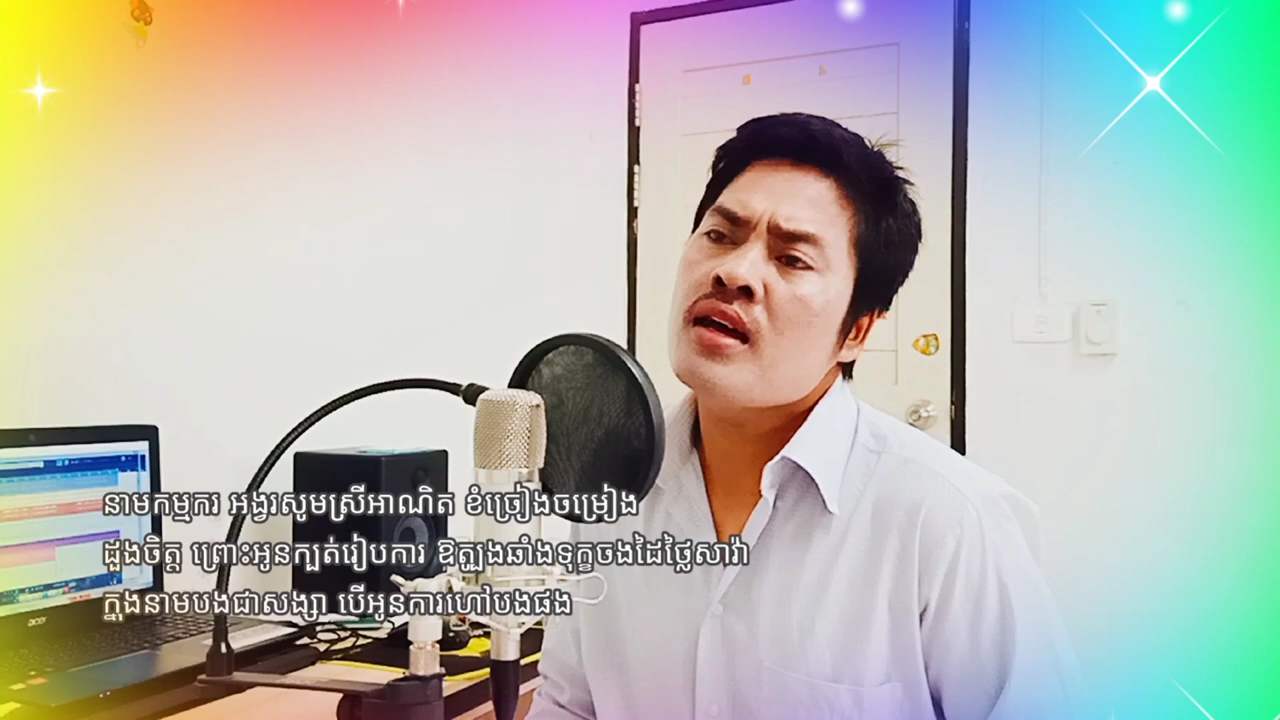 នាមកម្មករ អង្វរសូមស្រីអាណិត ខំច្រៀងចម្រៀង
ដួងចិត្ត ព្រោះអូនក្បត់រៀបការ ឱត្បូងឆាំងទុក្ខចងដៃថ្លៃសាវ៉ា
ក្នុងនាមបងជាសង្សា បើអូនការហៅបងផង
acer